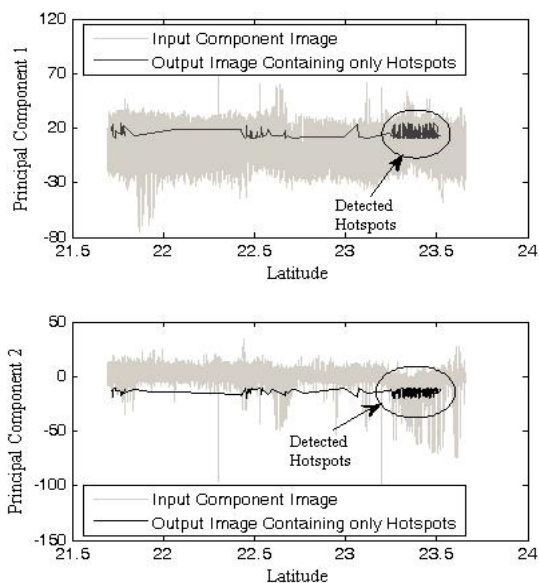 120
70
20
-30
-80
Principal Component 1
Input Component Image
Output Image Containing only Hotspots
Detected
Hotspots
21.5 22 22.5 23 23.5 24
Latitude
50
0
-50
-100
-150
Principal Component 2
Detected
Hotspots
Input Component Image
Output Image Containing only Hotspots
21.5 22 22.5 23 23.5 24
Latitude